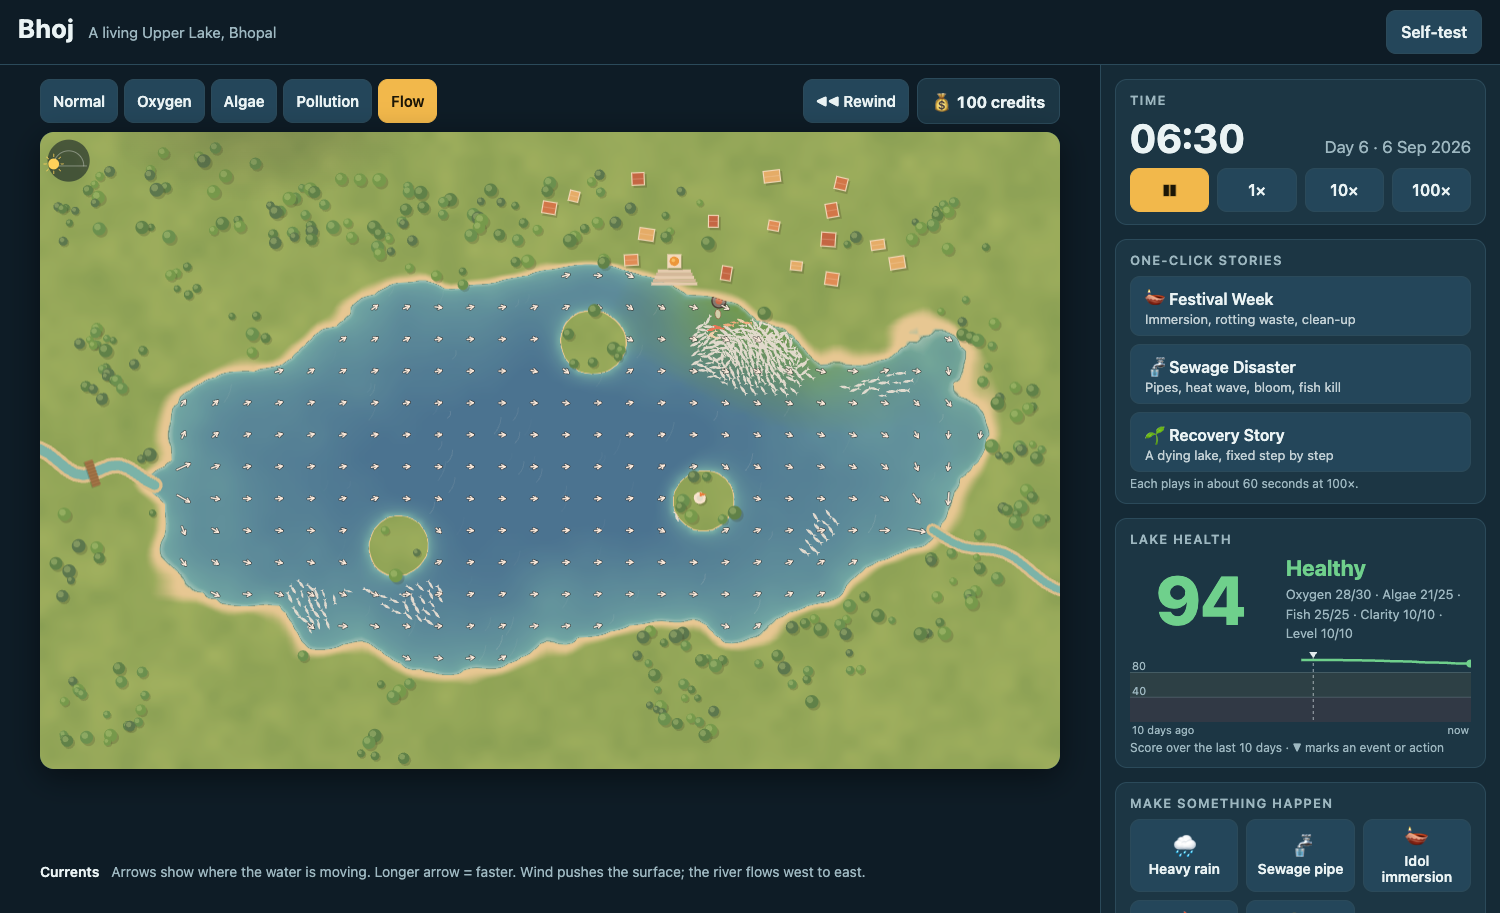 Bhoj A living Upper Lake, Bhopal
Self-test
Normal Oxygen Algae Pollution Flow
Rewind 100 credits
TIME
06:30 Day 6 · 6 Sep 2026
1× 10× 100×
ONE-CLICK STORIES
Festival Week
Immersion, rotting waste, clean-up
Sewage Disaster
Pipes, heat wave, bloom, fish kill
Recovery Story
A dying lake, fixed step by step
Each plays in about 60 seconds at 100×.
LAKE HEALTH
94
Healthy
Oxygen 28/30 · Algae 21/25 ·
Fish 25/25 · Clarity 10/10 ·
Level 10/10
80
40
10 days ago now
Score over the last 10 days · ▼ marks an event or action
MAKE SOMETHING HAPPEN
Heavy rain
Sewage pipe
Idol
immersion
Currents Arrows show where the water is moving. Longer arrow = faster. Wind pushes the surface; the river flows west to east.